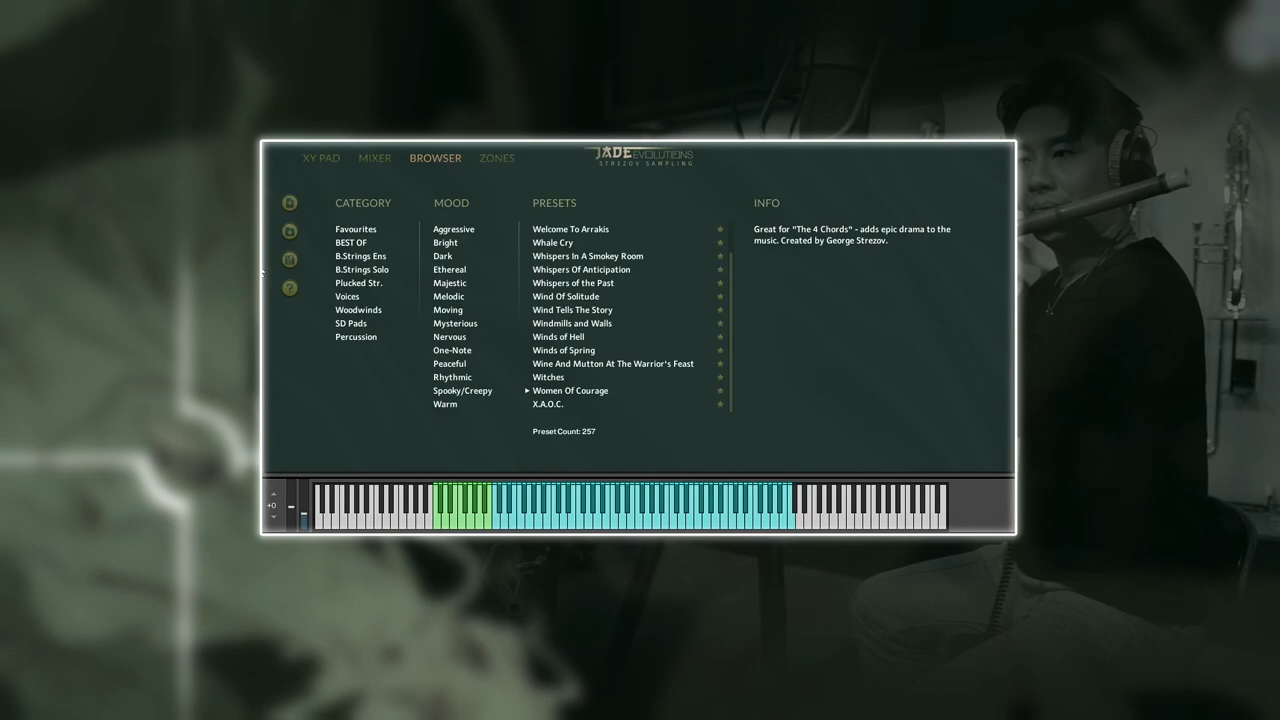 XY PAD MIXER BROWSER ZONES
JADE EVOLUTIONS
STREZOV SAMPLING
CATEGORY
Favourites
BEST OF
B.Strings Ens
B.Strings Solo
Plucked Str.
Voices
Woodwinds
SD Pads
Percussion
MOOD
Aggressive
Bright
Dark
Ethereal
Majestic
Melodic
Moving
Mysterious
Nervous
One-Note
Peaceful
Rhythmic
Spooky/Creepy
Warm
PRESETS
Welcome To Arrakis
Whale Cry
Whispers In A Smokey Room
Whispers Of Anticipation
Whispers of the Past
Wind Of Solitude
Wind Tells The Story
Windmills and Walls
Winds of Hell
Winds of Spring
Wine And Mutton At The Warrior's Feast
Witches
Women Of Courage
X.A.O.C.
Preset Count: 257
INFO
Great for "The 4 Chords" - adds epic drama to the
music. Created by George Strezov.
?
+0